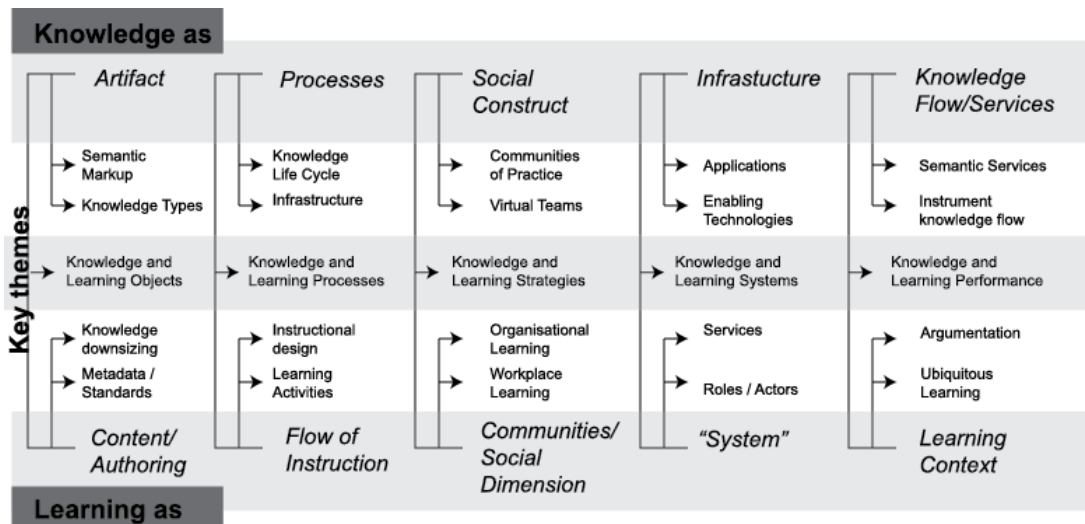 Knowledge as
Artifact
Processes
Social
Construct
Infrastucture
Knowledge
Flow/Services
Semantic
Markup
Knowledge Types
Knowledge
Life Cycle
Infrastructure
Communities
of Practice
Virtual Teams
Applications
Enabling
Technologies
Semantic Services
Instrument
knowledge flow
Key themes
Knowledge and
Learning Objects
Knowledge and
Learning Processes
Knowledge and
Learning Strategies
Knowledge and
Learning Systems
Knowledge and
Learning Performance
Knowledge
downsizing
Metadata /
Standards
Instructional
design
Learning
Activities
Organisational
Learning
Workplace
Learning
Services
Roles / Actors
Argumentation
Ubiquitous
Learning
Content/
Authoring
Flow of
Instruction
Communities/
Social
Dimension
“System”
Learning
Context
Learning as